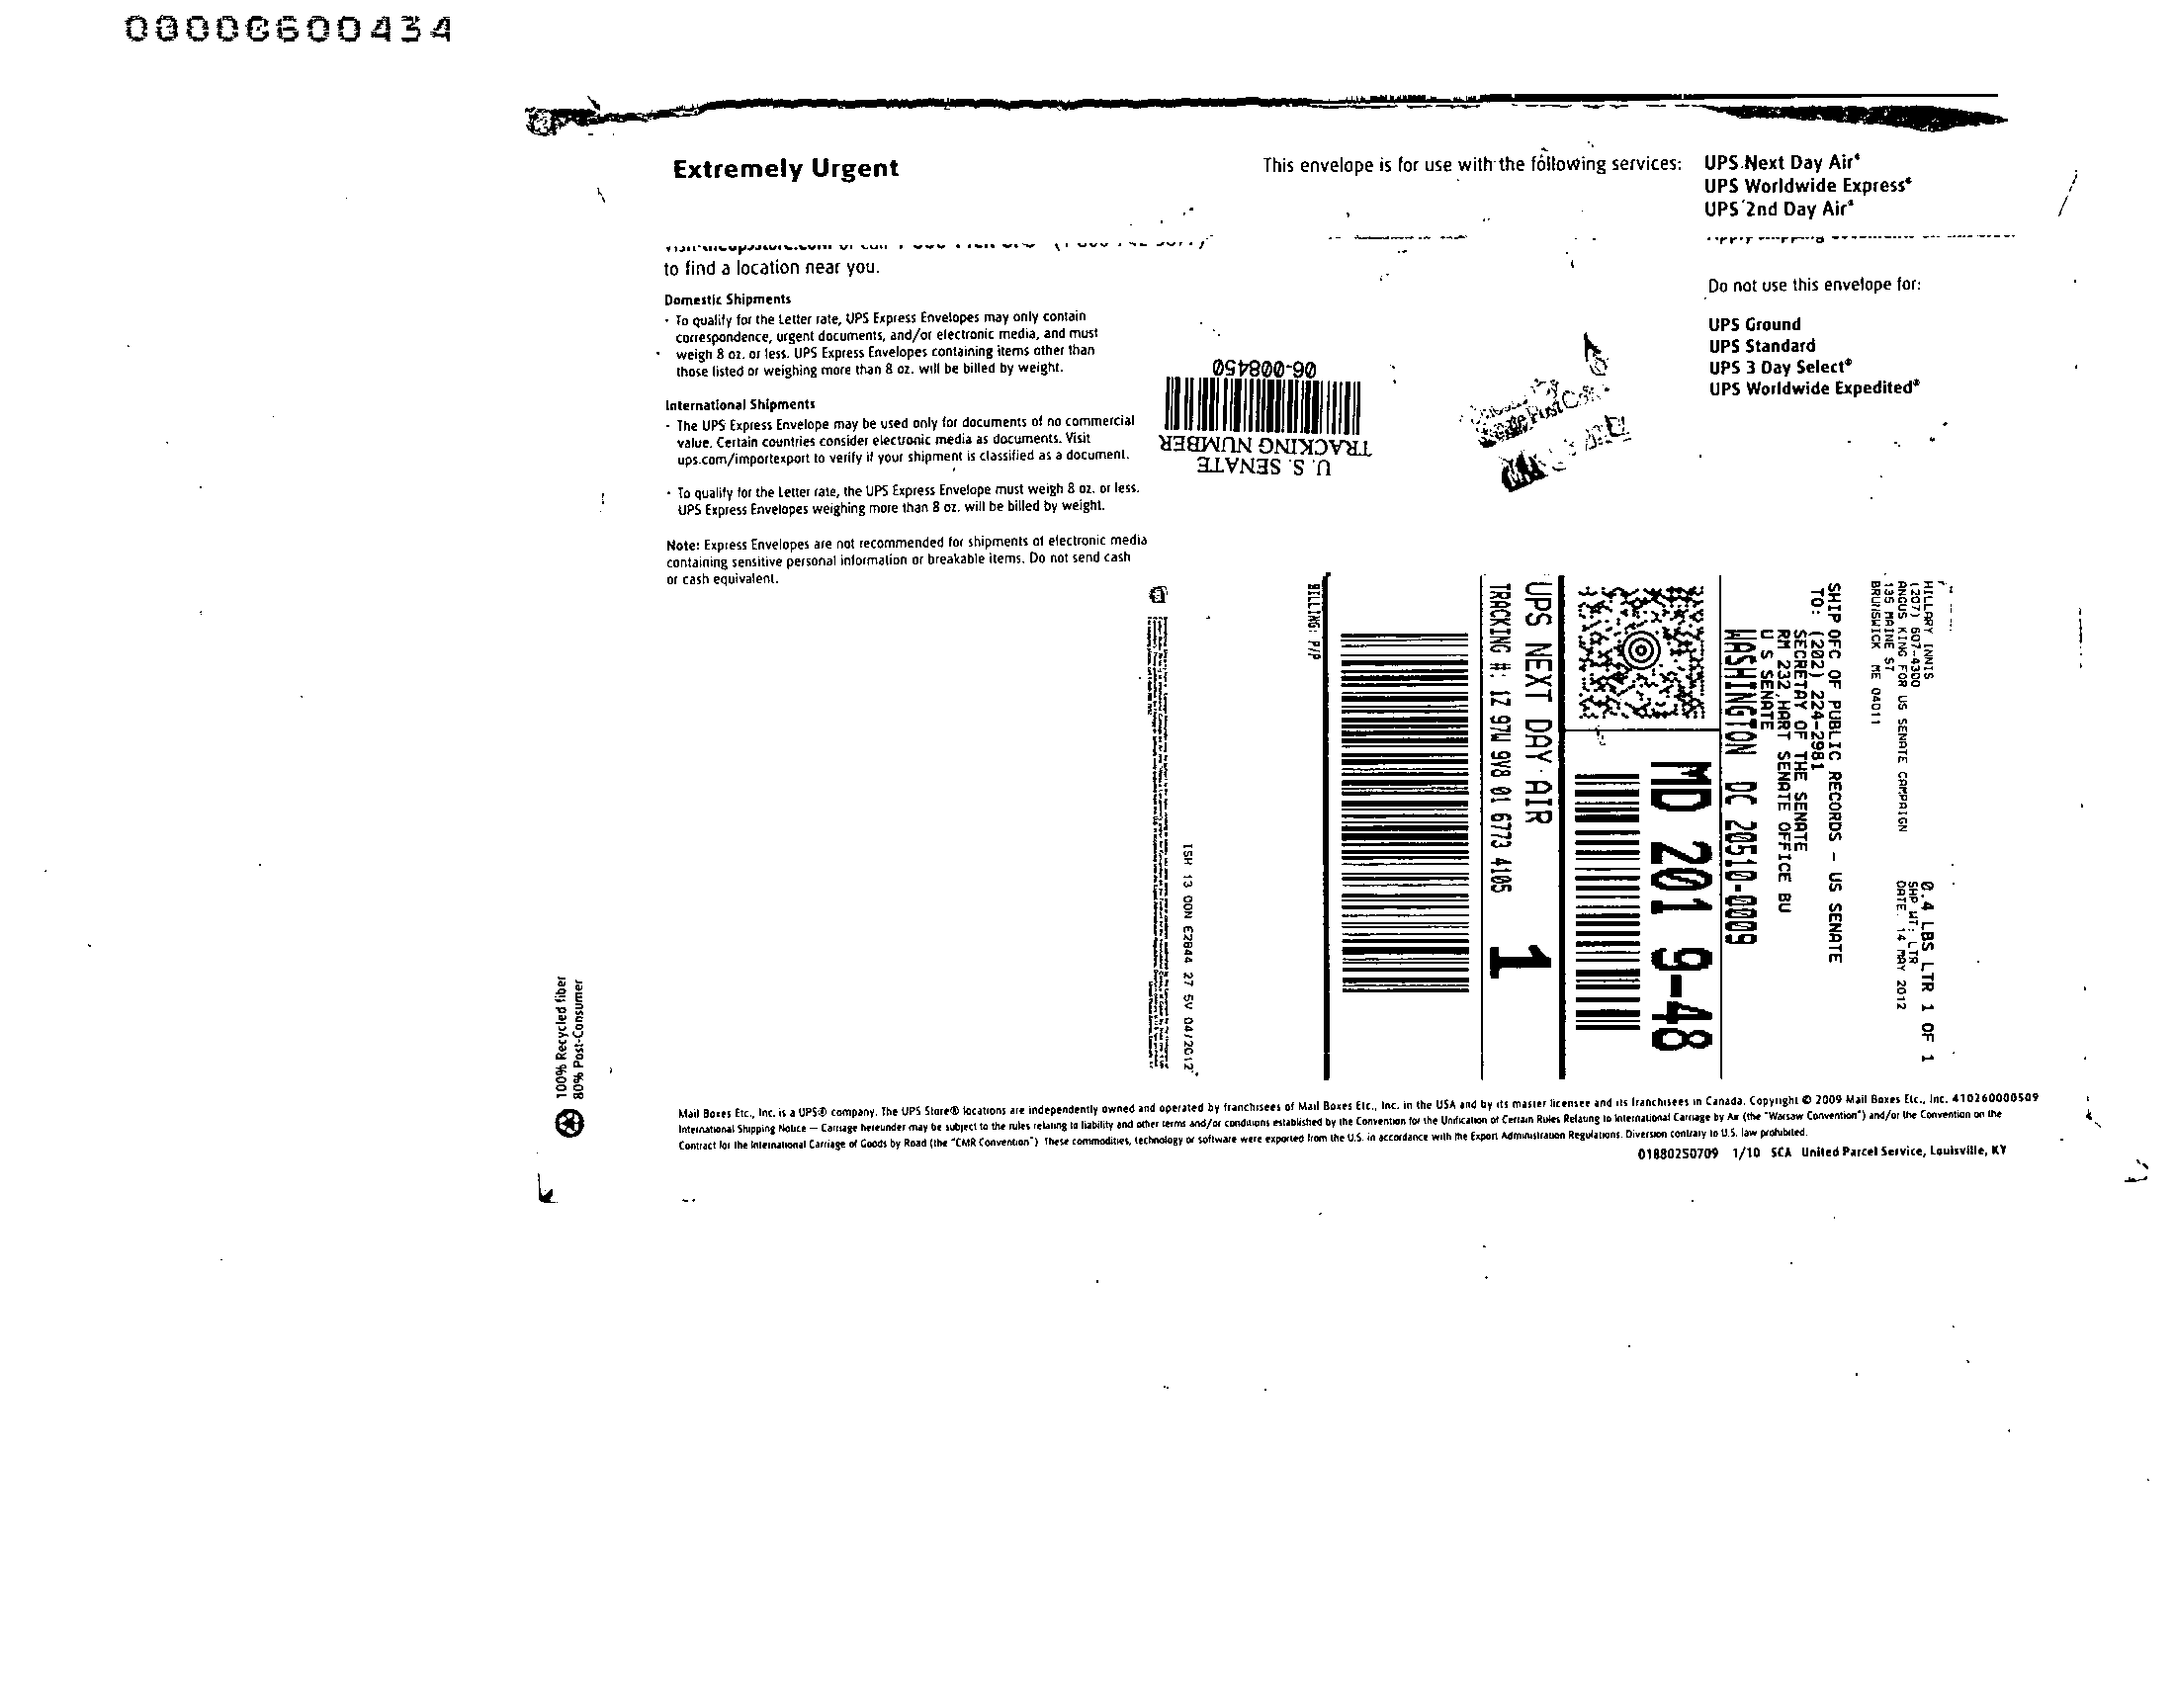 00000600434
Extremely Urgent
This envelope is for use with the following services:
UPS Next Day Air®
UPS Worldwide Express®
UPS 2nd Day Air®
to find a location near you.
Domestic Shipments
· To qualify for the Letter rate, UPS Express Envelopes may only contain
correspondence, urgent documents, and/or electronic media, and must
weigh 8 oz. or less. UPS Express Envelopes containing items other than
those listed or weighing more than 8 oz. will be billed by weight.
International Shipments
· The UPS Express Envelope may be used only for documents of no commercial
value. Certain countries consider electronic media as documents. Visit
ups.com/importexport to verify if your shipment is classified as a document.
· To qualify for the Letter rate, the UPS Express Envelope must weigh 8 oz. or less.
UPS Express Envelopes weighing more than 8 oz. will be billed by weight.
Note: Express Envelopes are not recommended for shipments of electronic media
containing sensitive personal information or breakable items. Do not send cash
or cash equivalent.
Do not use this envelope for:
UPS Ground
UPS Standard
UPS 3 Day Select®
UPS Worldwide Expedited®
U. S. SENATE
TRACKING NUMBER
06-008450
HILLARY INNIS
(207) 607-4300
ANGUS KING FOR US SENATE CAMPAIGN
135 MAINE ST
BRUNSWICK ME 04011
0.4 LBS LTR 1 OF 1
SHP WT: LTR
DATE: 14 MAY 2012
SHIP OFC OF PUBLIC RECORDS - US SENATE
TO: (202) 224-2981
SECRETAY OF THE SENATE
RM 232 HART SENATE OFFICE BU
U S SENATE
WASHINGTON DC 20510-0009
MD 201 9-48
UPS NEXT DAY AIR
TRACKING #: 1Z 97W 9V8 01 6773 4105
1
BILLING: P/P
ISH 13 00N E2844 27 5V 04/2012
100% Recycled fiber
80% Post-Consumer
Mail Boxes Etc., Inc. is a UPS® company. The UPS Store® locations are independently owned and operated by franchisees of Mail Boxes Etc., Inc. in the USA and by its master licensee and its franchisees in Canada. Copyright © 2009 Mail Boxes Etc., Inc. 410260000509
International Shipping Notice — Carriage hereunder may be subject to the rules relating to liability and other terms and/or conditions established by the Convention for the Unification of Certain Rules Relating to International Carriage by Air (the "Warsaw Convention") and/or the Convention on the
Contract for the International Carriage of Goods by Road (the "CMR Convention") These commodities, technology or software were exported from the U.S. in accordance with the Export Administration Regulations. Diversion contrary to U.S. law prohibited.
01880250709 1/10 SCA United Parcel Service, Louisville, KY